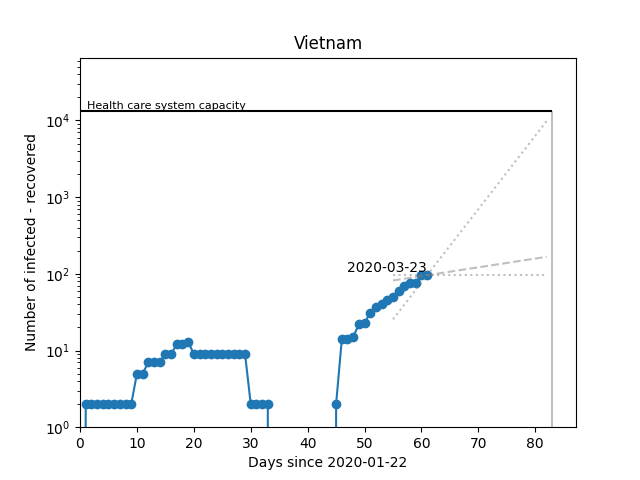 Vietnam
Health care system capacity
2020-03-23
Number of infected - recovered
10^4
10^3
10^2
10^1
10^0
0 10 20 30 40 50 60 70 80
Days since 2020-01-22